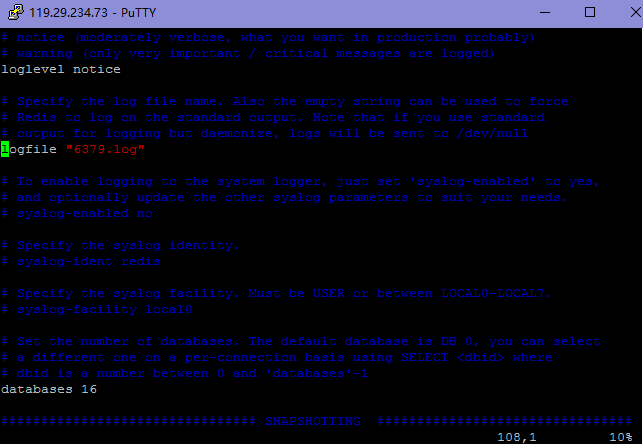 119.29.234.73 - PuTTY
# notice (moderately verbose, what you want in production probably)
# warning (only very important / critical messages are logged)
loglevel notice
# Specify the log file name. Also the empty string can be used to force
# Redis to log on the standard output. Note that if you use standard
# output for logging but daemonize, logs will be sent to /dev/null
logfile "6379.log"
# To enable logging to the system logger, just set 'syslog-enabled' to yes,
# and optionally update the other syslog parameters to suit your needs.
# syslog-enabled no
# Specify the syslog identity.
# syslog-ident redis
# Specify the syslog facility. Must be USER or between LOCAL0-LOCAL7.
# syslog-facility local0
# Set the number of databases. The default database is DB 0, you can select
# a different one on a per-connection basis using SELECT <dbid> where
# dbid is a number between 0 and 'databases'-1
databases 16
################################ SNAPSHOTTING  ################################
108,1 10%